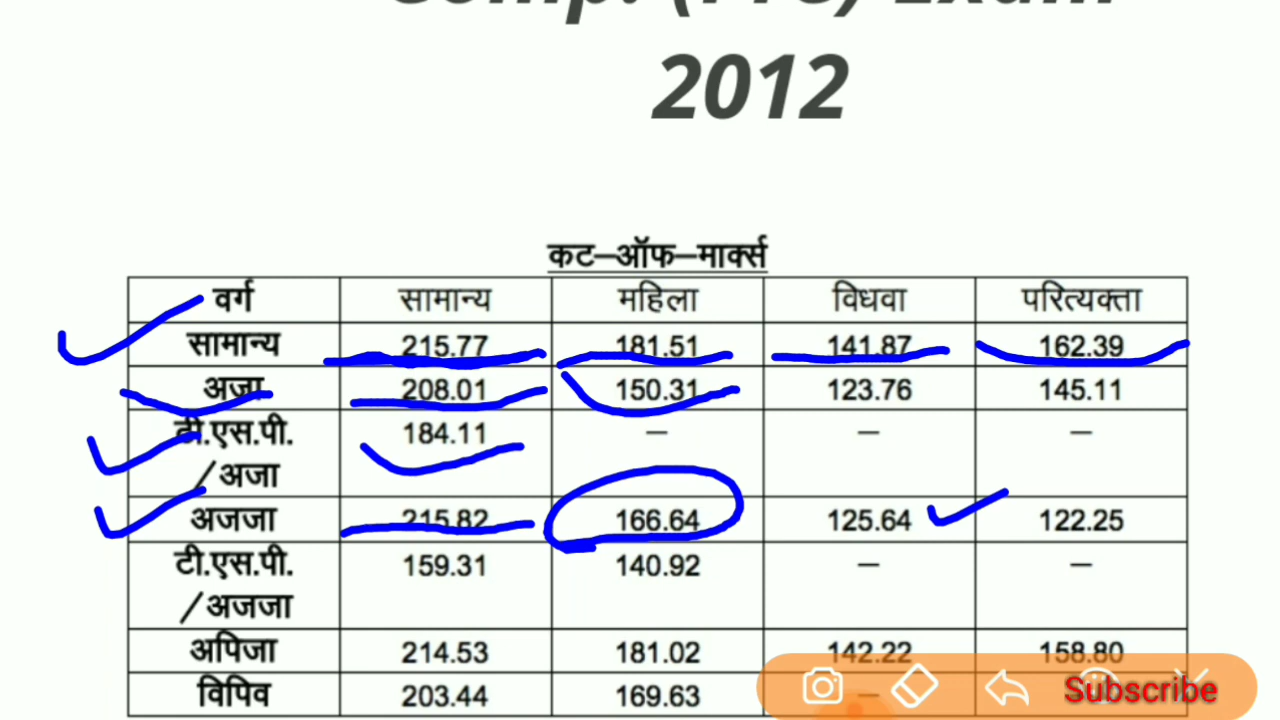 Comp. (PTC) Exam
2012
कट–ऑफ–मार्क्स
वर्ग सामान्य महिला विधवा परित्यक्ता
सामान्य 215.77 181.51 141.87 162.39
अजा 208.01 150.31 123.76 145.11
टी.एस.पी. 184.11 – – –
/अजा
अजजा 215.82 166.64 125.64 122.25
टी.एस.पी. 159.31 140.92 – –
/अजजा
अपिजा 214.53 181.02 142.22 158.80
विपिव 203.44 169.63 –
Subscribe